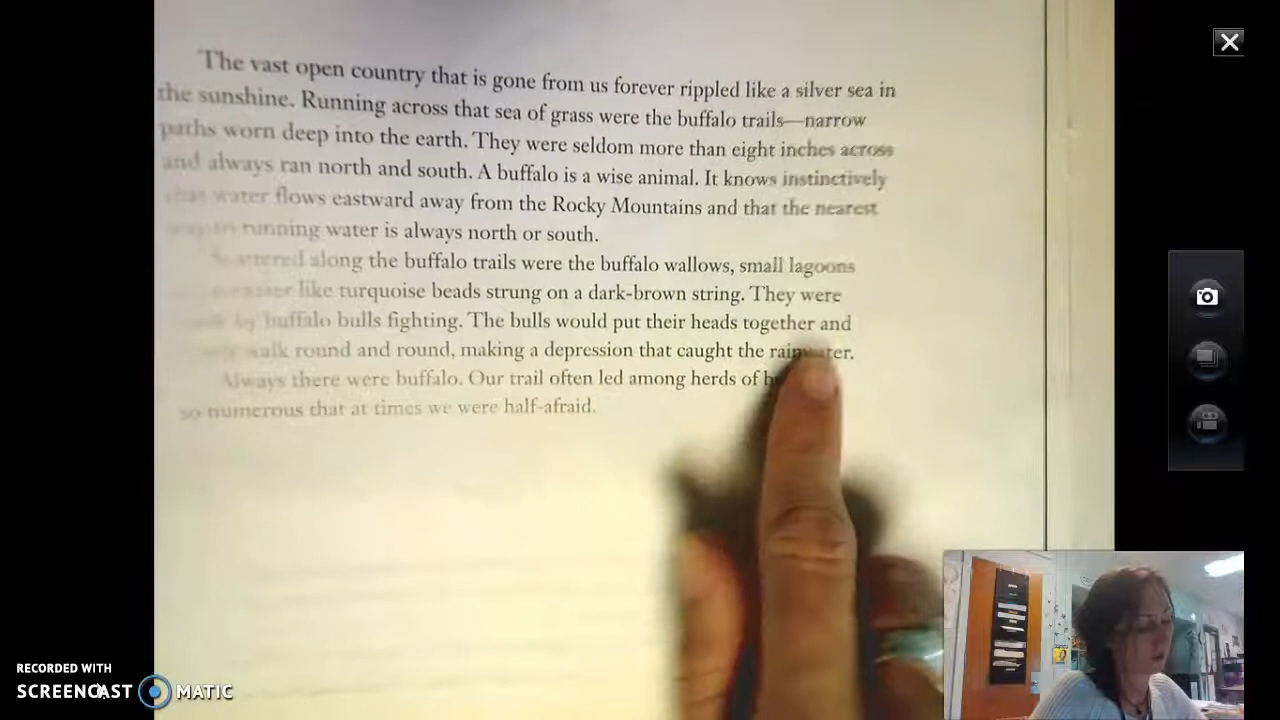 The vast open country that is gone from us forever rippled like a silver sea in
the sunshine. Running across that sea of grass were the buffalo trails—narrow
paths worn deep into the earth. They were seldom more than eight inches across
and always ran north and south. A buffalo is a wise animal. It knows instinctively
that water flows eastward away from the Rocky Mountains and that the nearest
way to running water is always north or south.
Scattered along the buffalo trails were the buffalo wallows, small lagoons
like turquoise beads strung on a dark-brown string. They were
by buffalo bulls fighting. The bulls would put their heads together and
walk round and round, making a depression that caught the rainwater.
Always there were buffalo. Our trail often led among herds of
so numerous that at times we were half-afraid.
RECORDED WITH
SCREENCAST MATIC